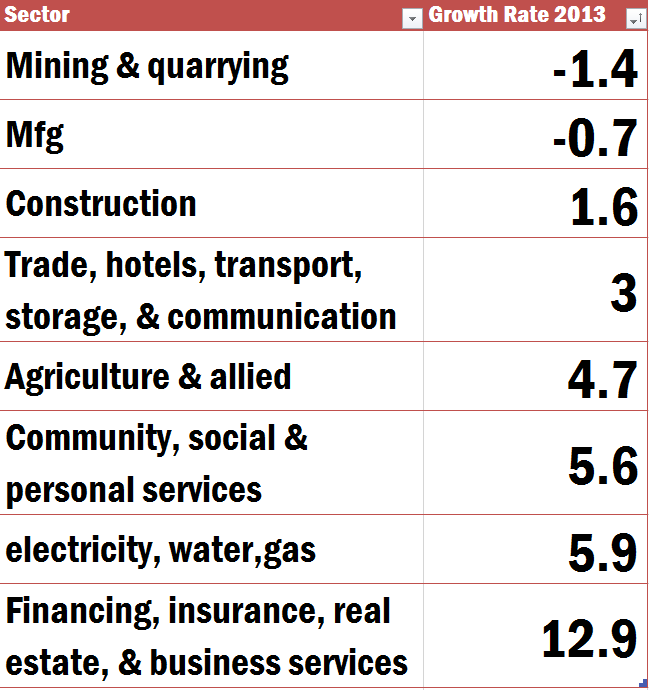 Sector Growth Rate 2013
Mining & quarrying -1.4
Mfg -0.7
Construction 1.6
Trade, hotels, transport,
storage, & communication 3
Agriculture & allied 4.7
Community, social &
personal services 5.6
electricity, water,gas 5.9
Financing, insurance, real
estate, & business services 12.9